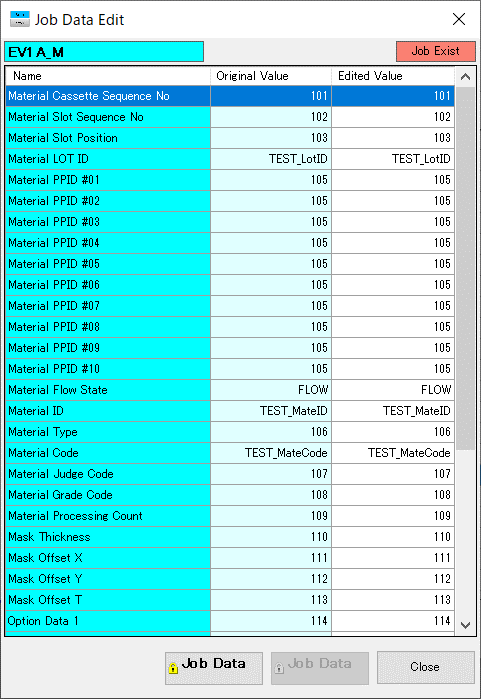 Job Data Edit
EV1 A_M Job Exist
Name Original Value Edited Value
Material Cassette Sequence No 101 101
Material Slot Sequence No 102 102
Material Slot Position 103 103
Material LOT ID TEST_LotID TEST_LotID
Material PPID #01 105 105
Material PPID #02 105 105
Material PPID #03 105 105
Material PPID #04 105 105
Material PPID #05 105 105
Material PPID #06 105 105
Material PPID #07 105 105
Material PPID #08 105 105
Material PPID #09 105 105
Material PPID #10 105 105
Material Flow State FLOW FLOW
Material ID TEST_MateID TEST_MateID
Material Type 106 106
Material Code TEST_MateCode TEST_MateCode
Material Judge Code 107 107
Material Grade Code 108 108
Material Processing Count 109 109
Mask Thickness 110 110
Mask Offset X 111 111
Mask Offset Y 112 112
Mask Offset T 113 113
Option Data 1 114 114
Job Data Job Data Close